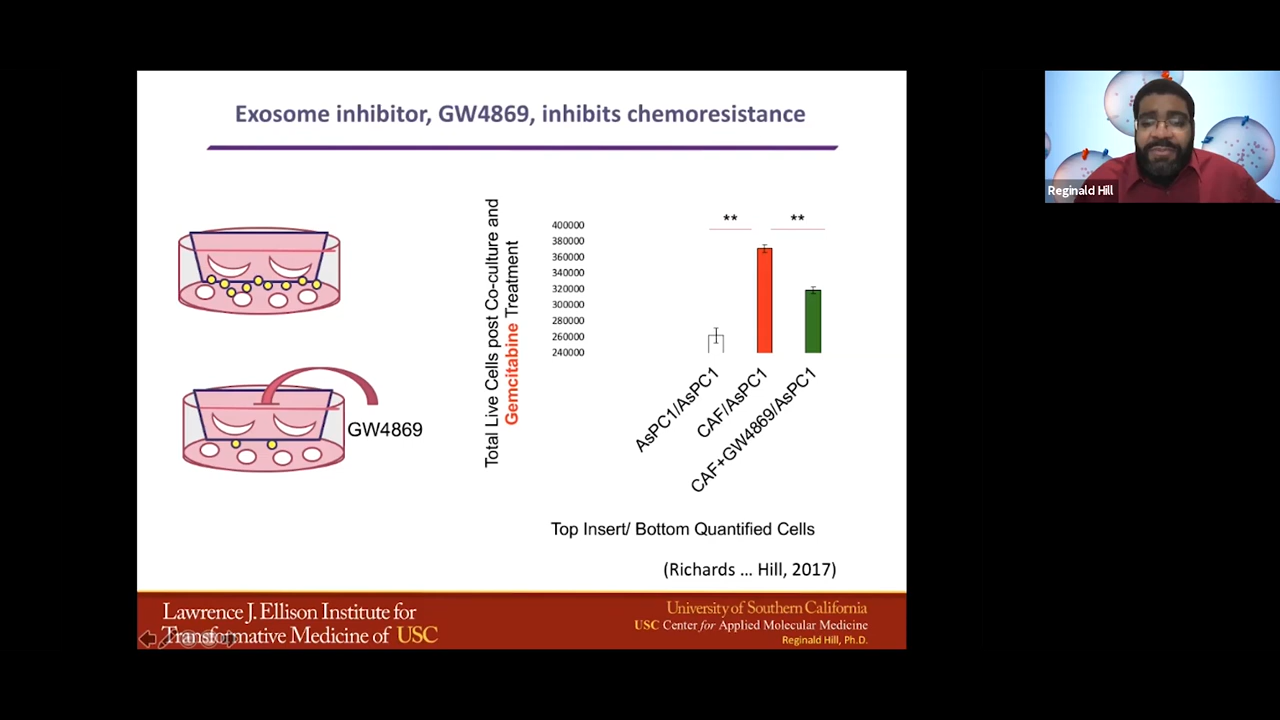 Exosome inhibitor, GW4869, inhibits chemoresistance
Reginald Hill
GW4869
Total Live Cells post Co-culture and
Gemcitabine Treatment
400000
380000
360000
340000
320000
300000
280000
260000
240000
**
**
AsPC1/AsPC1
CAF/AsPC1
CAF+GW4869/AsPC1
Top Insert/ Bottom Quantified Cells
(Richards ... Hill, 2017)
Lawrence J. Ellison Institute for
Transformative Medicine of USC
University of Southern California
USC Center for Applied Molecular Medicine
Reginald Hill, Ph.D.